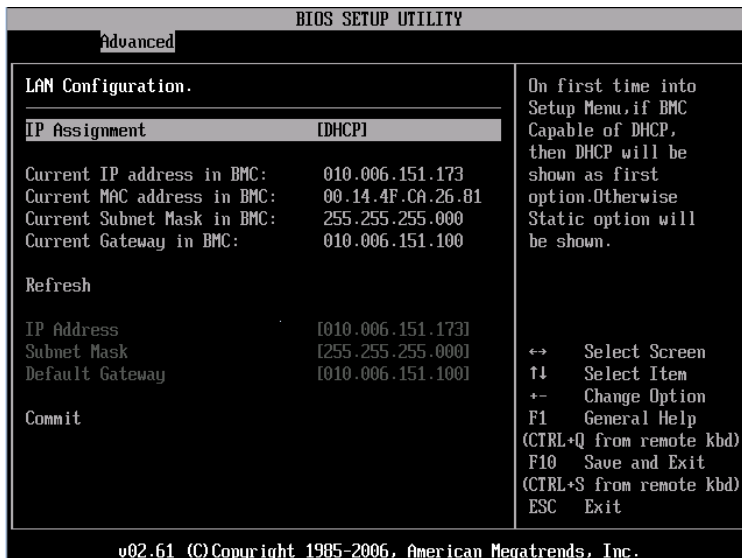 BIOS SETUP UTILITY
Advanced
LAN Configuration.
IP Assignment [DHCP]
Current IP address in BMC: 010.006.151.173
Current MAC address in BMC: 00.14.4F.CA.26.81
Current Subnet Mask in BMC: 255.255.255.000
Current Gateway in BMC: 010.006.151.100
Refresh
IP Address [010.006.151.173]
Subnet Mask [255.255.255.000]
Default Gateway [010.006.151.100]
Commit
On first time into
Setup Menu,if BMC
Capable of DHCP,
then DHCP will be
shown as first
option.Otherwise
Static option will
be shown.
↔ Select Screen
↑↓ Select Item
+- Change Option
F1 General Help
(CTRL+Q from remote kbd)
F10 Save and Exit
(CTRL+S from remote kbd)
ESC Exit
v02.61 (C)Copyright 1985-2006, American Megatrends, Inc.